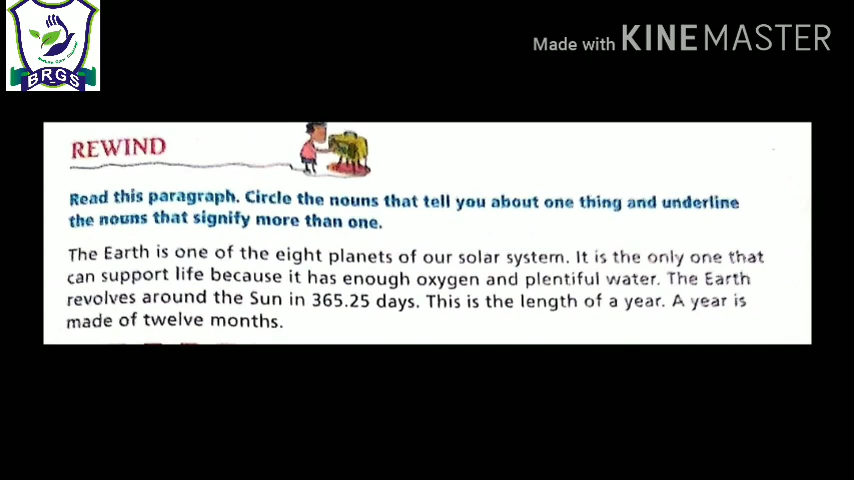 Made with KINEMASTER
BRGS
REWIND
Read this paragraph. Circle the nouns that tell you about one thing and underline
the nouns that signify more than one.
The Earth is one of the eight planets of our solar system. It is the only one that
can support life because it has enough oxygen and plentiful water. The Earth
revolves around the Sun in 365.25 days. This is the length of a year. A year is
made of twelve months.